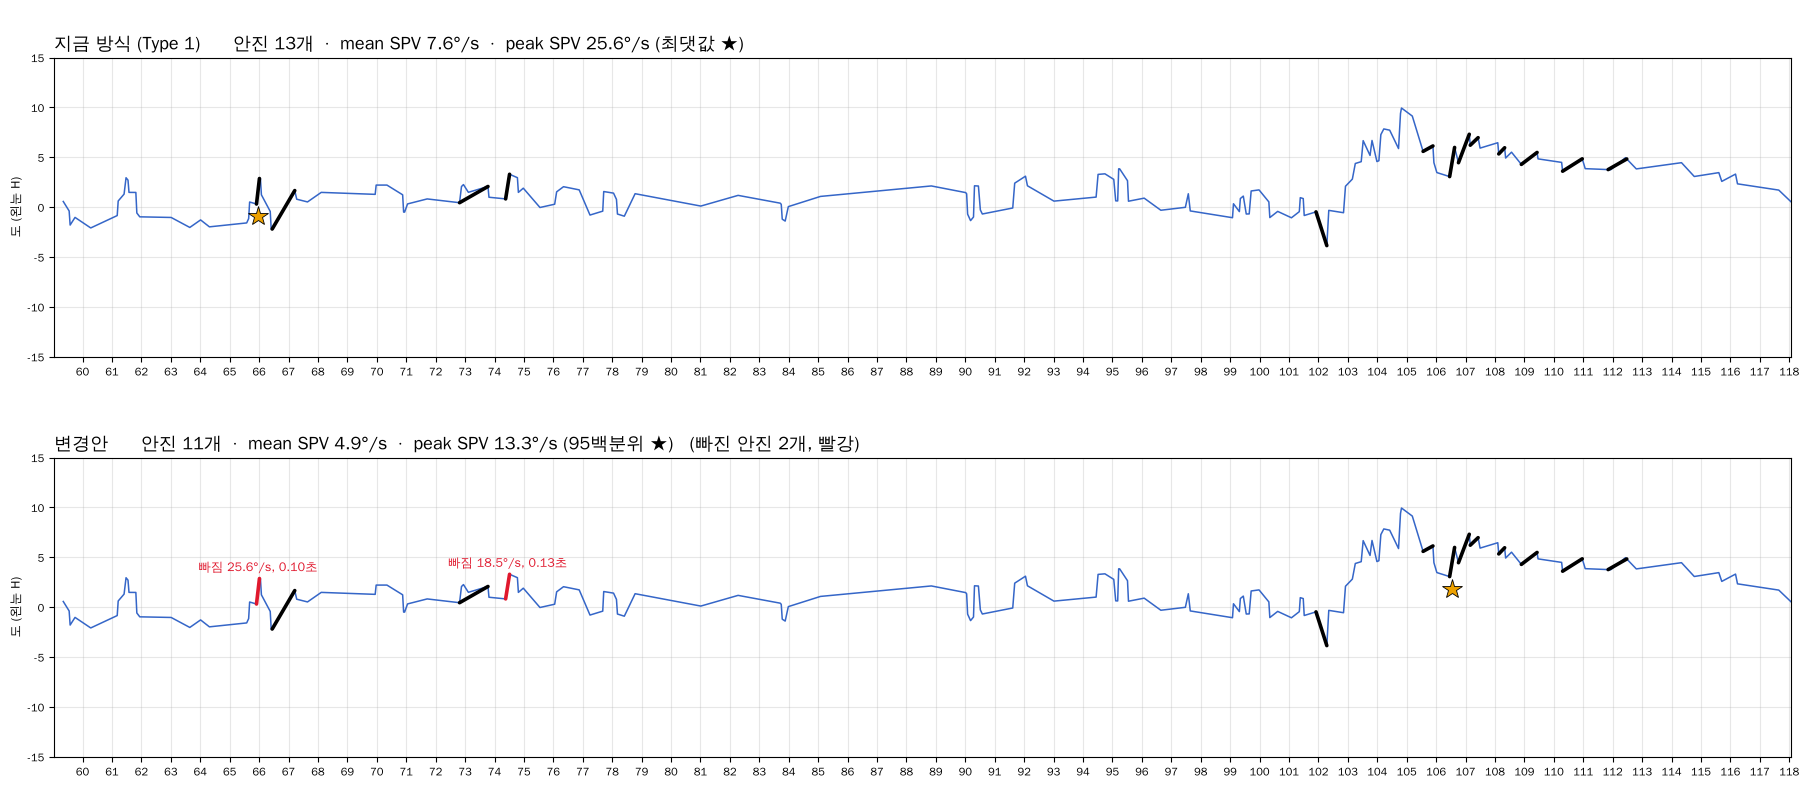 지금 방식 (Type 1) 안진 13개 · mean SPV 7.6°/s · peak SPV 25.6°/s (최댓값 ★)
15
10
5
0
-5
-10
-15
도 (왼눈 H)
60 61 62 63 64 65 66 67 68 69 70 71 72 73 74 75 76 77 78 79 80 81 82 83 84 85 86 87 88 89 90 91 92 93 94 95 96 97 98 99 100 101 102 103 104 105 106 107 108 109 110 111 112 113 114 115 116 117 118
변경안 안진 11개 · mean SPV 4.9°/s · peak SPV 13.3°/s (95백분위 ★) (빠진 안진 2개, 빨강)
15
10
5
0
-5
-10
-15
도 (왼눈 H)
빠짐 25.6°/s, 0.10초
빠짐 18.5°/s, 0.13초
60 61 62 63 64 65 66 67 68 69 70 71 72 73 74 75 76 77 78 79 80 81 82 83 84 85 86 87 88 89 90 91 92 93 94 95 96 97 98 99 100 101 102 103 104 105 106 107 108 109 110 111 112 113 114 115 116 117 118